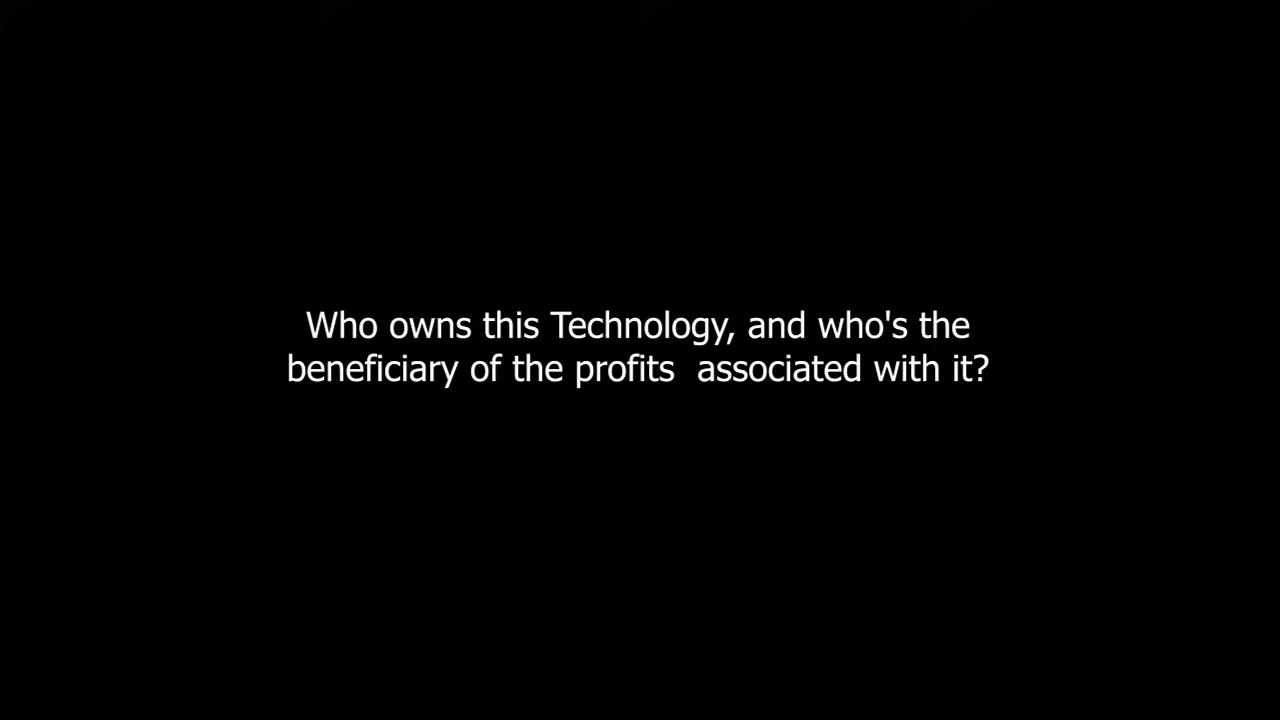 Who owns this Technology, and who's the
beneficiary of the profits  associated with it?